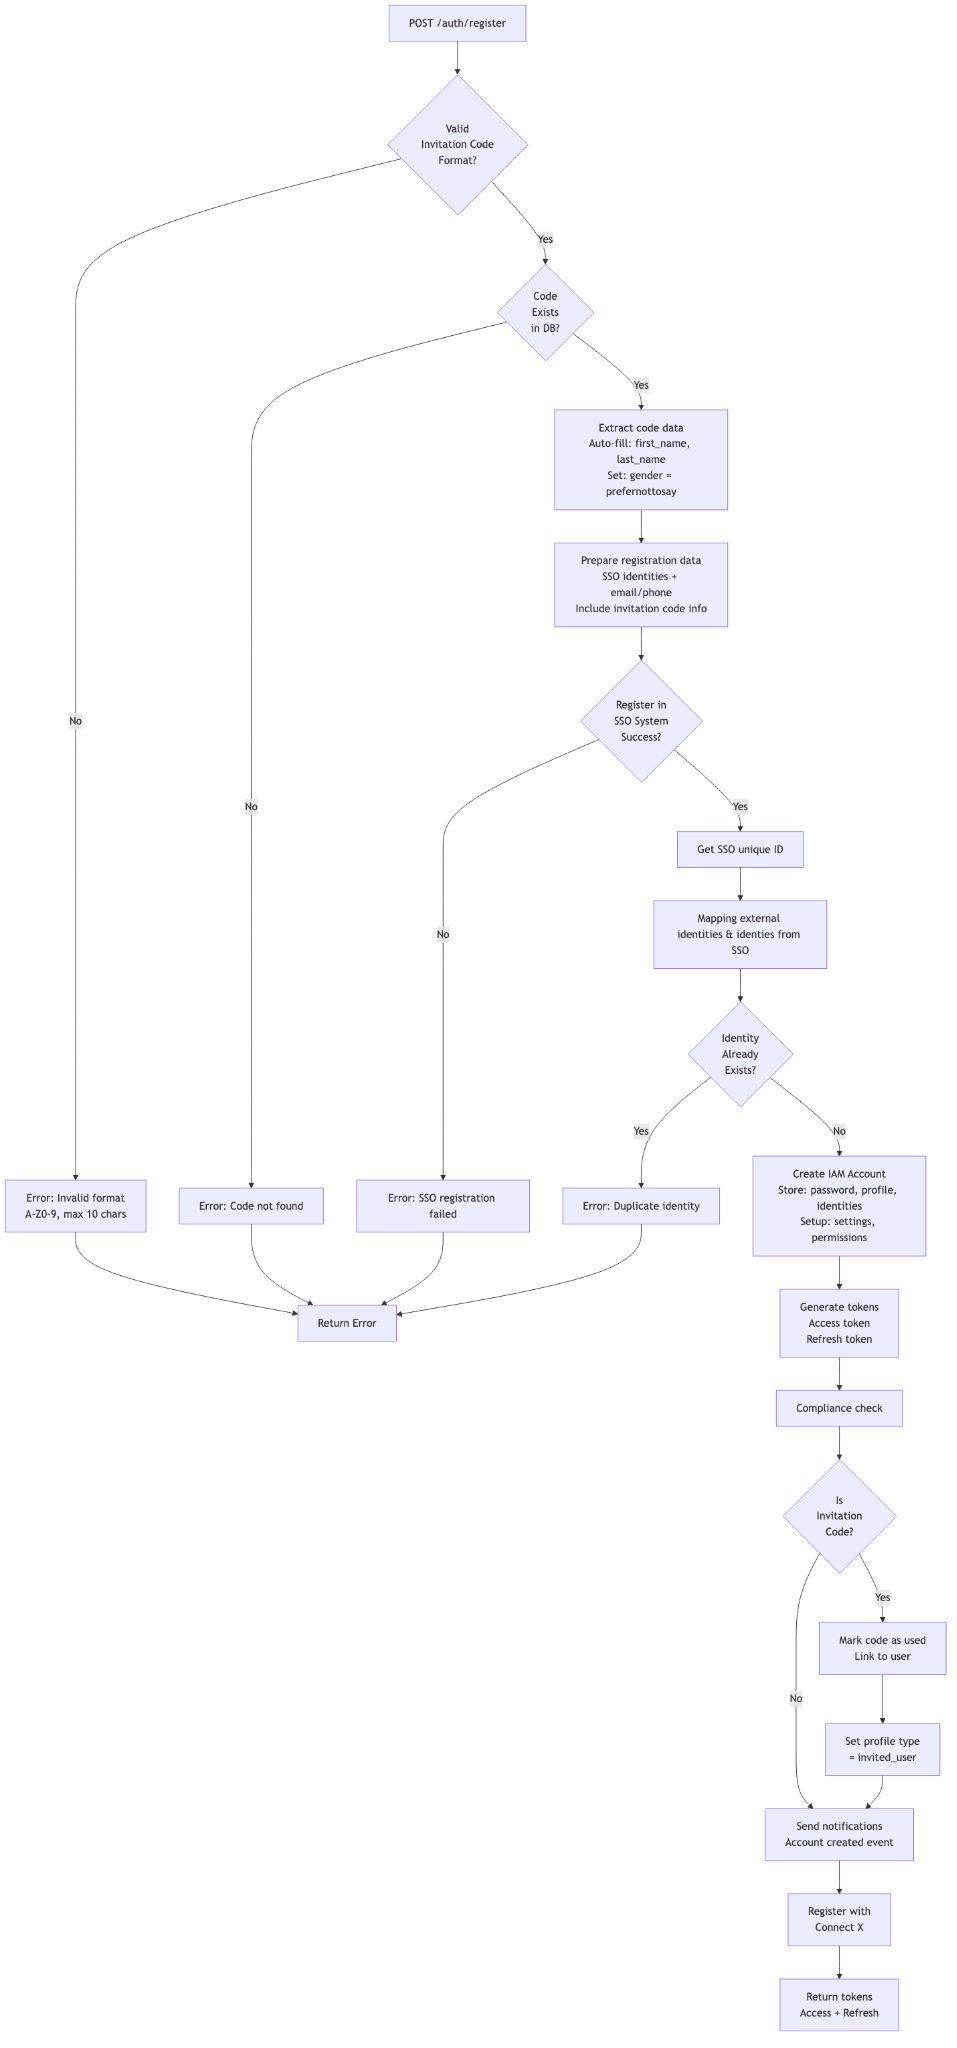 POST /auth/register
Valid
Invitation Code
Format?
Yes
Code
Exists
in DB?
Yes
Extract code data
Auto-fill: first_name,
last_name
Set: gender =
prefernottosay
Prepare registration data
SSO identities +
email/phone
Include invitation code info
Register in
SSO System
Success?
No
No
Yes
Get SSO unique ID
No
Mapping external
identities & identies from
SSO
Identity
Already
Exists?
Yes
No
Error: Invalid format
A-Z0-9, max 10 chars
Error: Code not found
Error: SSO registration
failed
Error: Duplicate identity
Create IAM Account
Store: password, profile,
identities
Setup: settings,
permissions
Return Error
Generate tokens
Access token
Refresh token
Compliance check
Is
Invitation
Code?
Yes
Mark code as used
Link to user
No
Set profile type
= invited_user
Send notifications
Account created event
Register with
Connect X
Return tokens
Access + Refresh